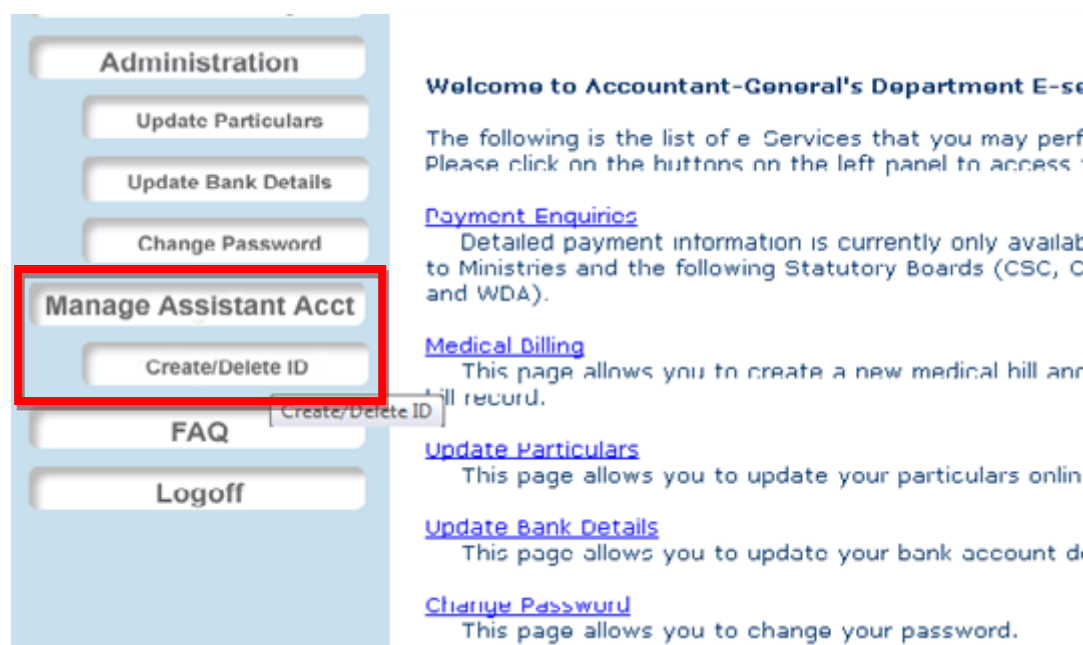 Administration
Update Particulars
Update Bank Details
Change Password
Manage Assistant Acct
Create/Delete ID
Create/Delete ID
FAQ
Logoff
Welcome to Accountant-General's Department E-se
The following is the list of e Services that you may perf
Please click on the buttons on the left panel to access
Payment Enquiries
Detailed payment information is currently only availab
to Ministries and the following Statutory Boards (CSC, C
and WDA).
Medical Billing
This page allows you to create a new medical bill and
bill record.
Update Particulars
This page allows you to update your particulars onlin
Update Bank Details
This page allows you to update your bank account d
Change Password
This page allows you to change your password.